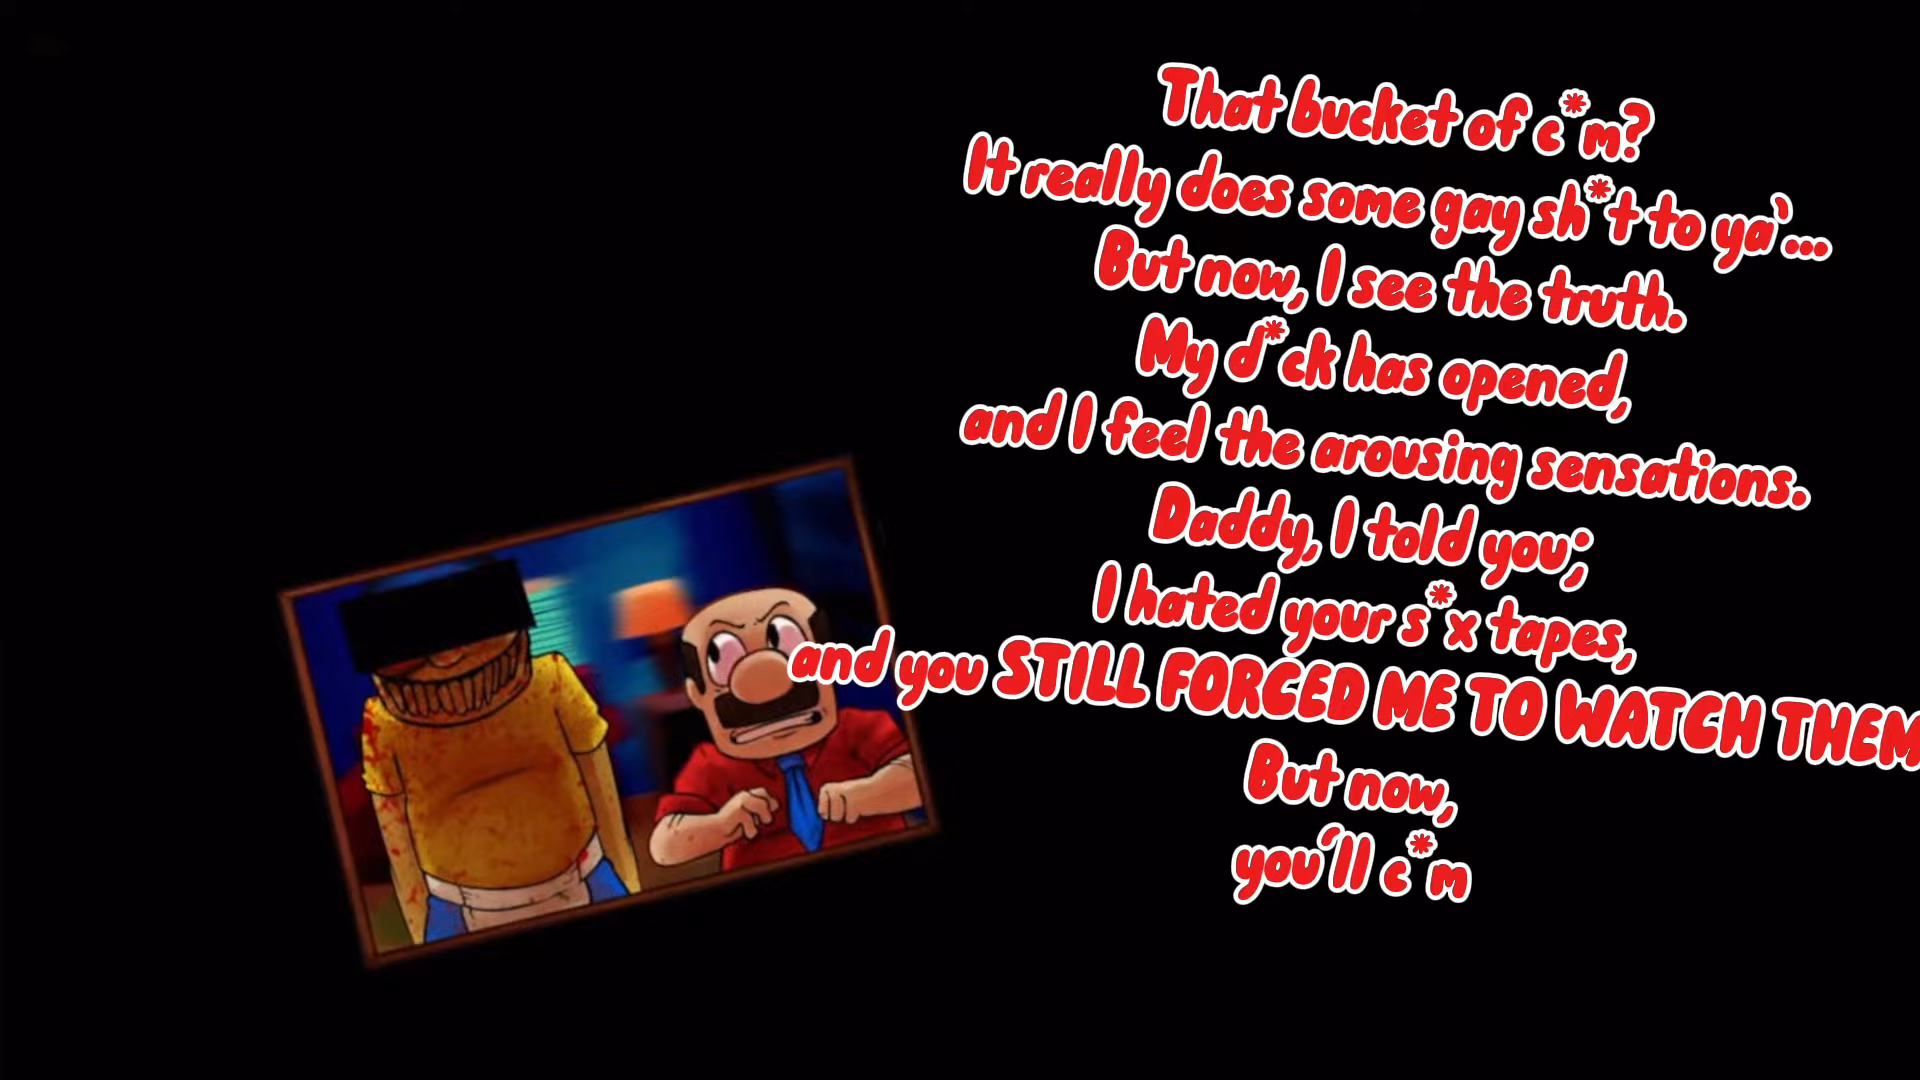 That bucket of c*m?
It really does some gay sh*t to ya`...
But now, I see the truth.
My d*ck has opened,
and I feel the arousing sensations.
Daddy, I told you;
I hated your s*x tapes,
and you STILL FORCED ME TO WATCH THEM
But now,
you´ll c*m